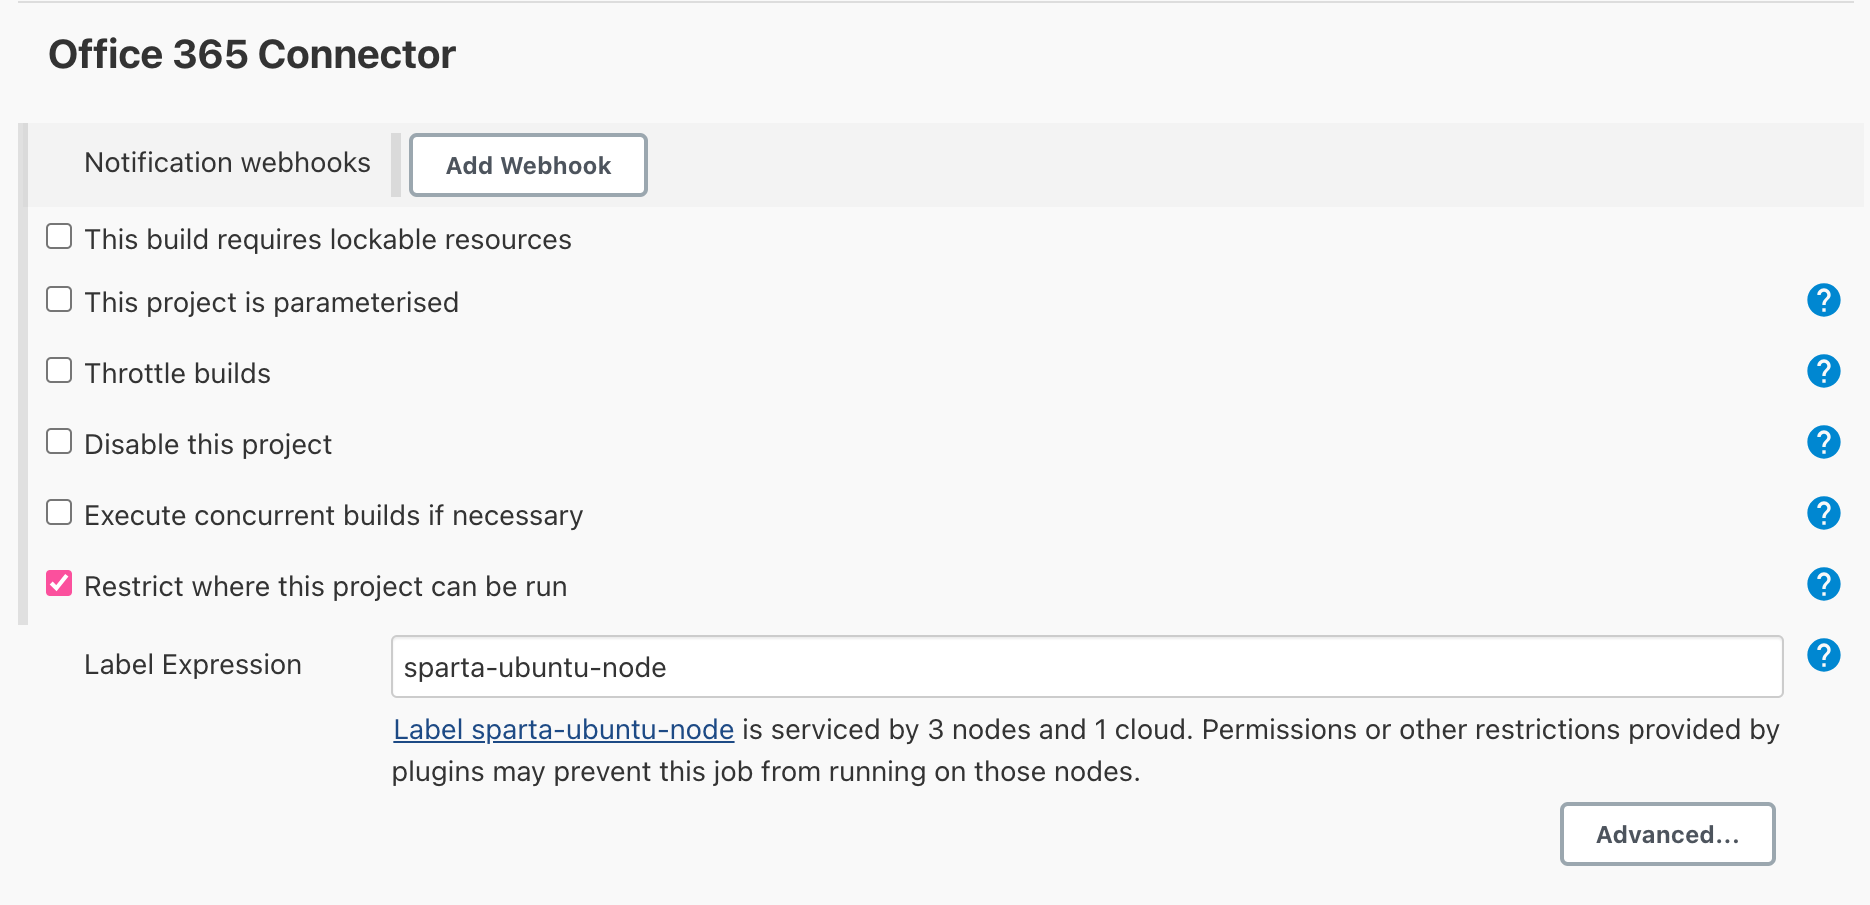 Office 365 Connector
Notification webhooks
Add Webhook
This build requires lockable resources
This project is parameterised
?
Throttle builds
?
Disable this project
?
Execute concurrent builds if necessary
?
Restrict where this project can be run
?
Label Expression
sparta-ubuntu-node
?
Label sparta-ubuntu-node is serviced by 3 nodes and 1 cloud. Permissions or other restrictions provided by
plugins may prevent this job from running on those nodes.
Advanced...